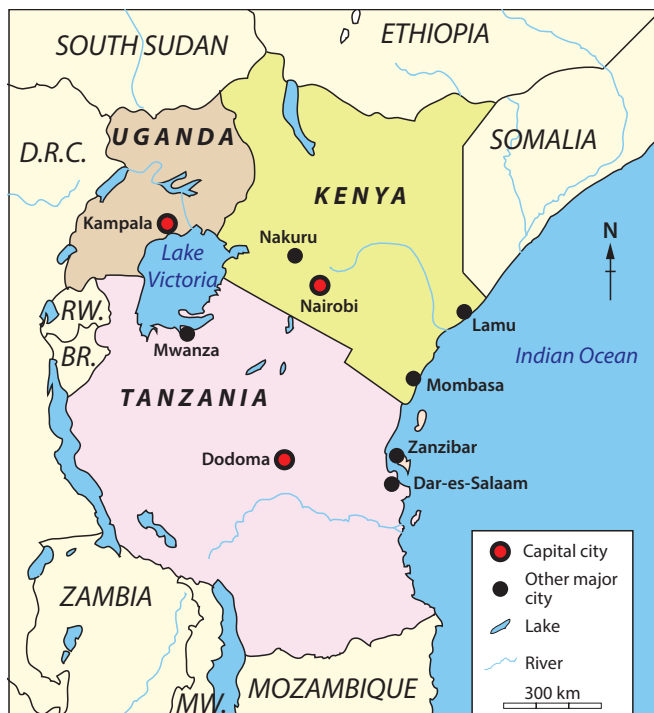 SOUTH SUDAN
ETHIOPIA
UGANDA
SOMALIA
D.R.C.
KENYA
Kampala
Nakuru
Lake
Victoria
N
RW.
Nairobi
Lamu
Mwanza
BR.
Indian Ocean
Mombasa
TANZANIA
Zanzibar
Dodoma
Dar-es-Salaam
Capital city
Other major
city
ZAMBIA
Lake
River
MW.
MOZAMBIQUE
300 km